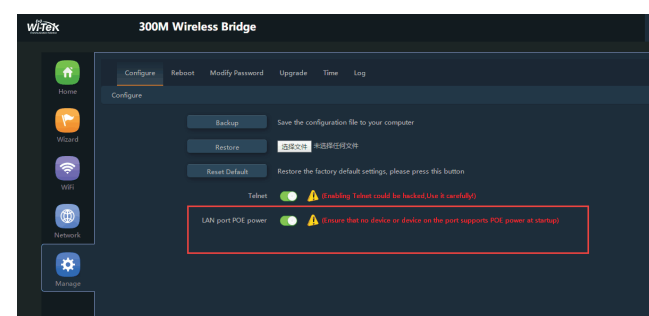 Wi-Tek
300M Wireless Bridge
Home
Wizard
WiFi
Network
Manage
Configure Reboot Modify Password Upgrade Time Log
Configure
Backup Save the configuration file to your computer
Restore 选择文件 未选择任何文件
Reset Default Restore the factory default settings, please press this button
Telnet (Enabling Telnet could be hacked,Use it carefully!)
LAN port POE power (Ensure that no device or device on the port supports POE power at startup)